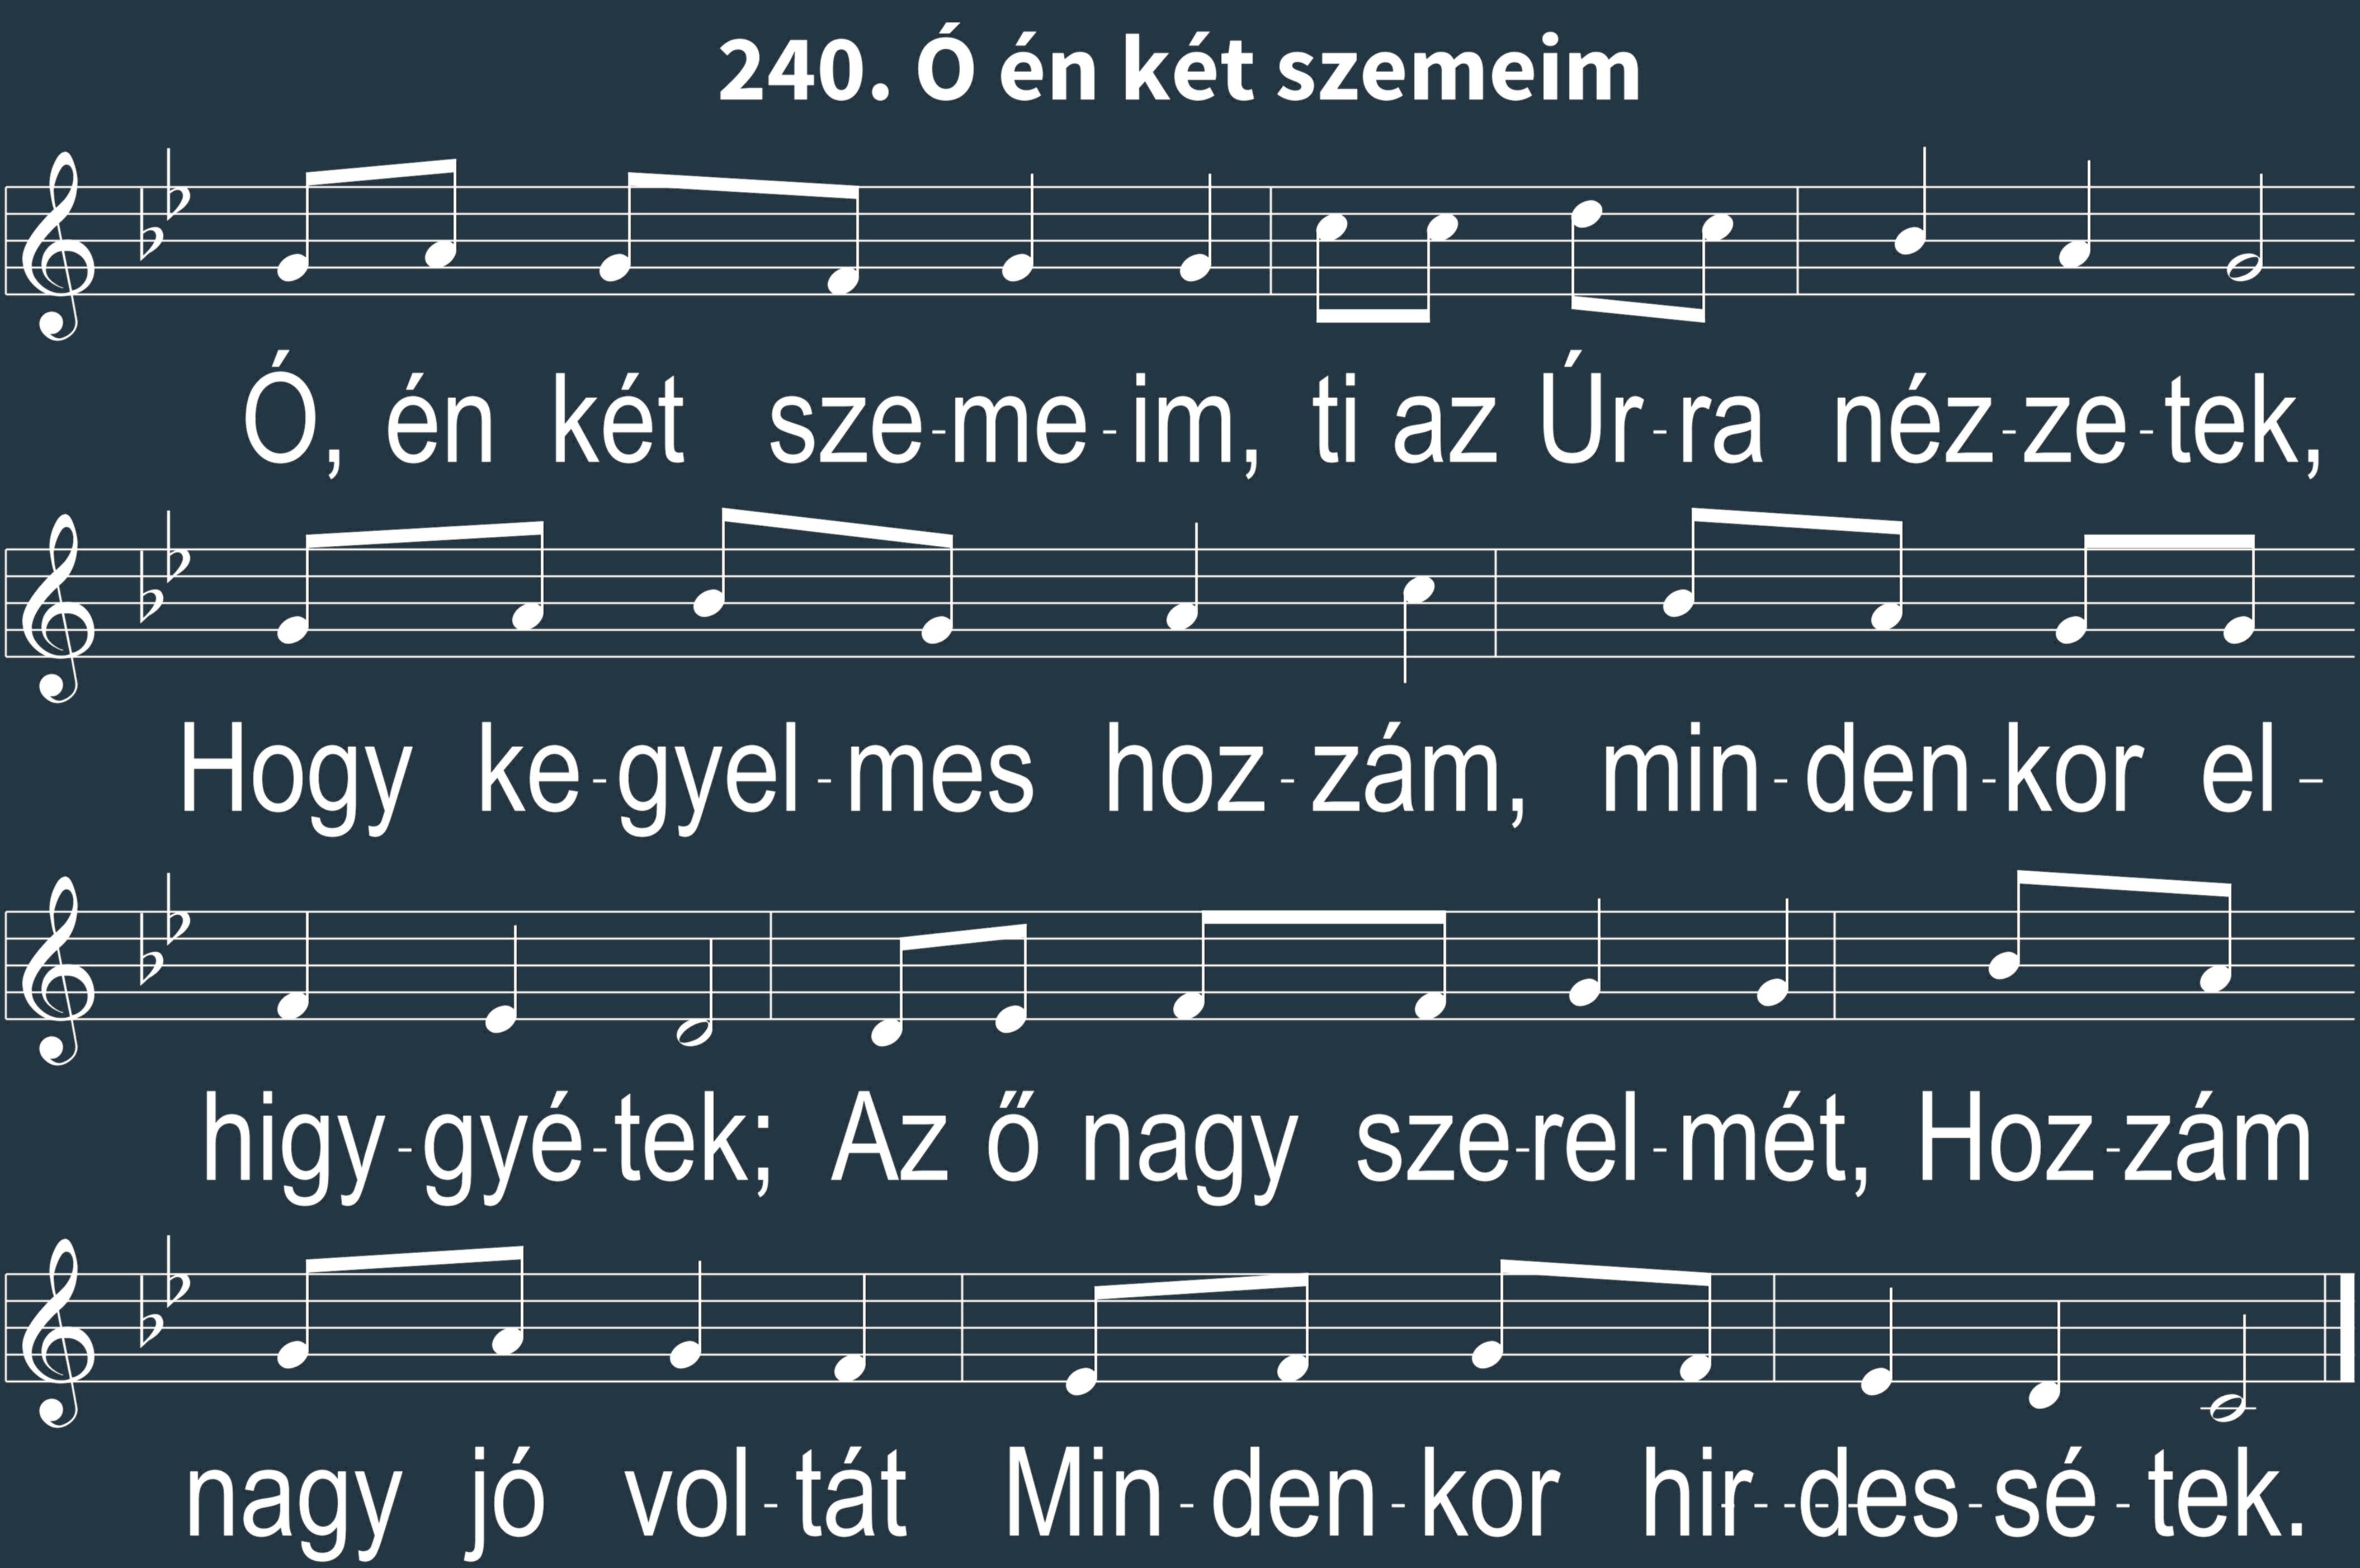 240. Ó én két szemeim
Ó, én két sze-me-im, ti az Úr-ra néz-ze-tek,
Hogy ke-gyel-mes hoz-zám, min-den-kor el-
higy-gyé-tek; Az ő nagy sze-rel-mét, Hoz-zám
nagy jó vol-tát Min-den-kor hir--des-sé-tek.